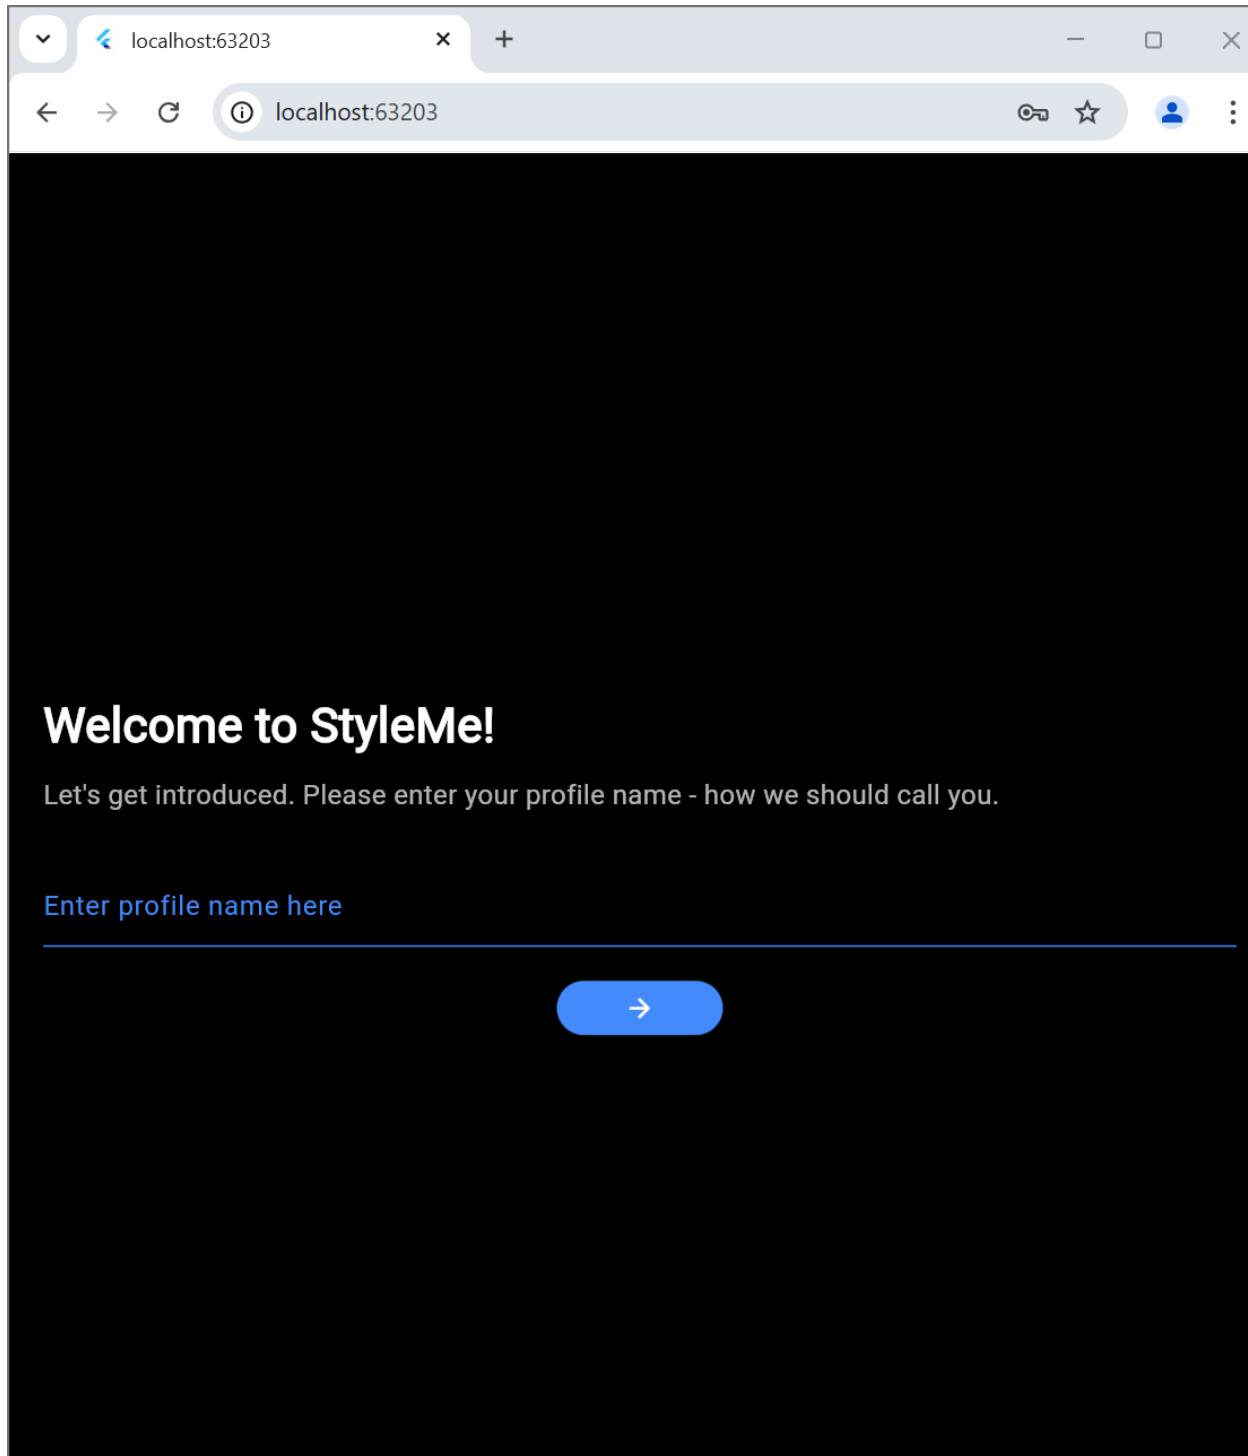 localhost:63203
localhost:63203
Welcome to StyleMe!
Let's get introduced. Please enter your profile name - how we should call you.
Enter profile name here